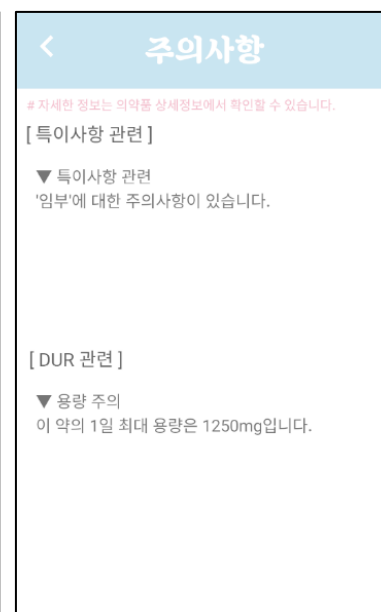 주의사항
# 자세한 정보는 의약품 상세정보에서 확인할 수 있습니다.
[ 특이사항 관련 ]
▼ 특이사항 관련
'임부'에 대한 주의사항이 있습니다.
[ DUR 관련 ]
▼ 용량 주의
이 약의 1일 최대 용량은 1250mg입니다.